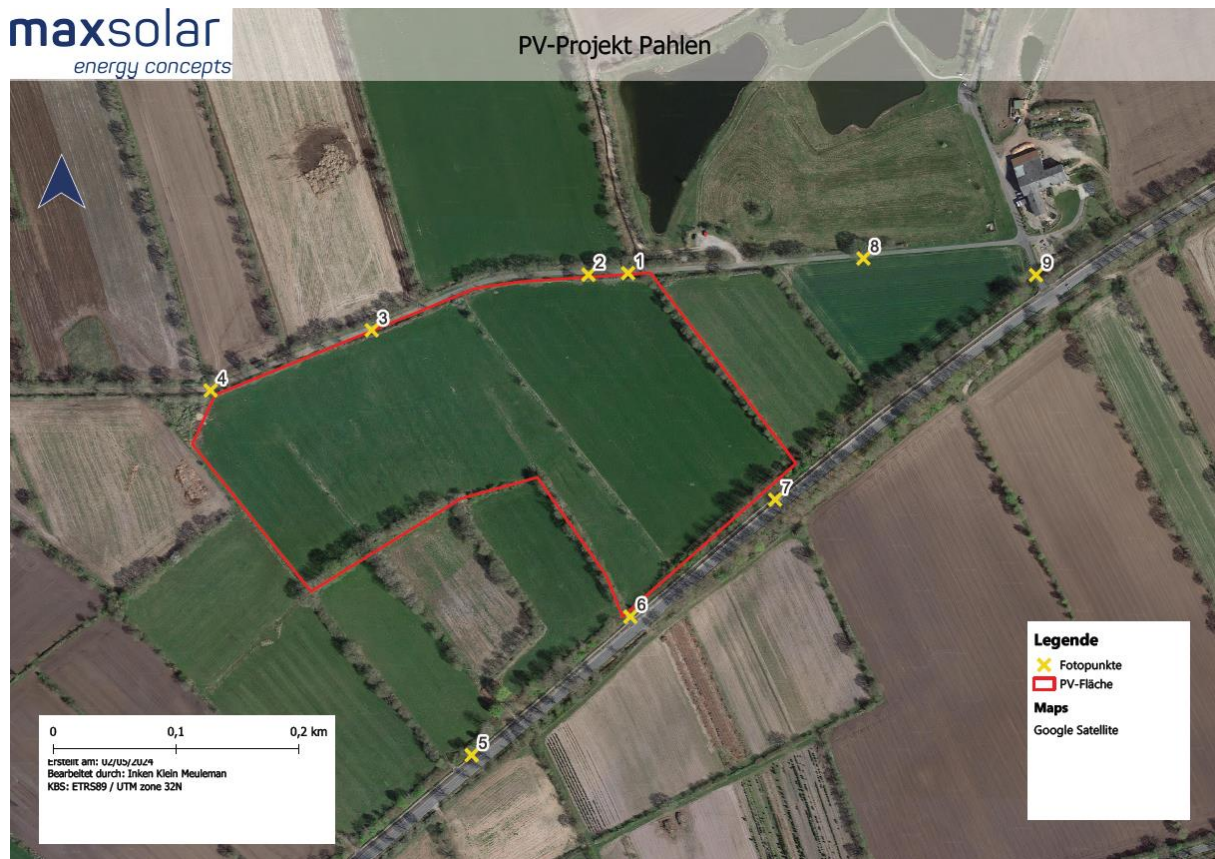 maxsolar
energy concepts
PV-Projekt Pahlen
1
2
3
4
5
6
7
8
9
Legende
Fotopunkte
PV-Fläche
Maps
Google Satellite
0 0,1 0,2 km
Erstellt am: 02/05/2024
Bearbeitet durch: Inken Klein Meuleman
KBS: ETRS89 / UTM zone 32N